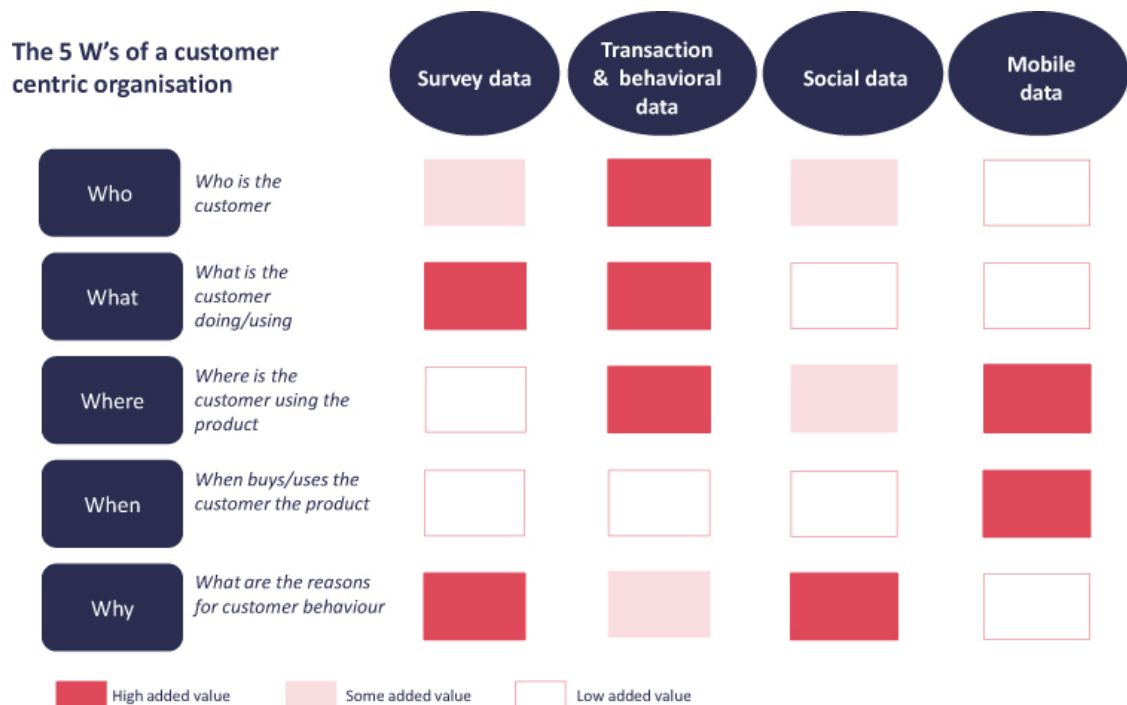 The 5 W's of a customer
centric organisation
Survey data
Transaction
& behavioral
data
Social data
Mobile
data
Who
Who is the
customer
What
What is the
customer
doing/using
Where
Where is the
customer using the
product
When
When buys/uses the
customer the product
Why
What are the reasons
for customer behaviour
High added value
Some added value
Low added value